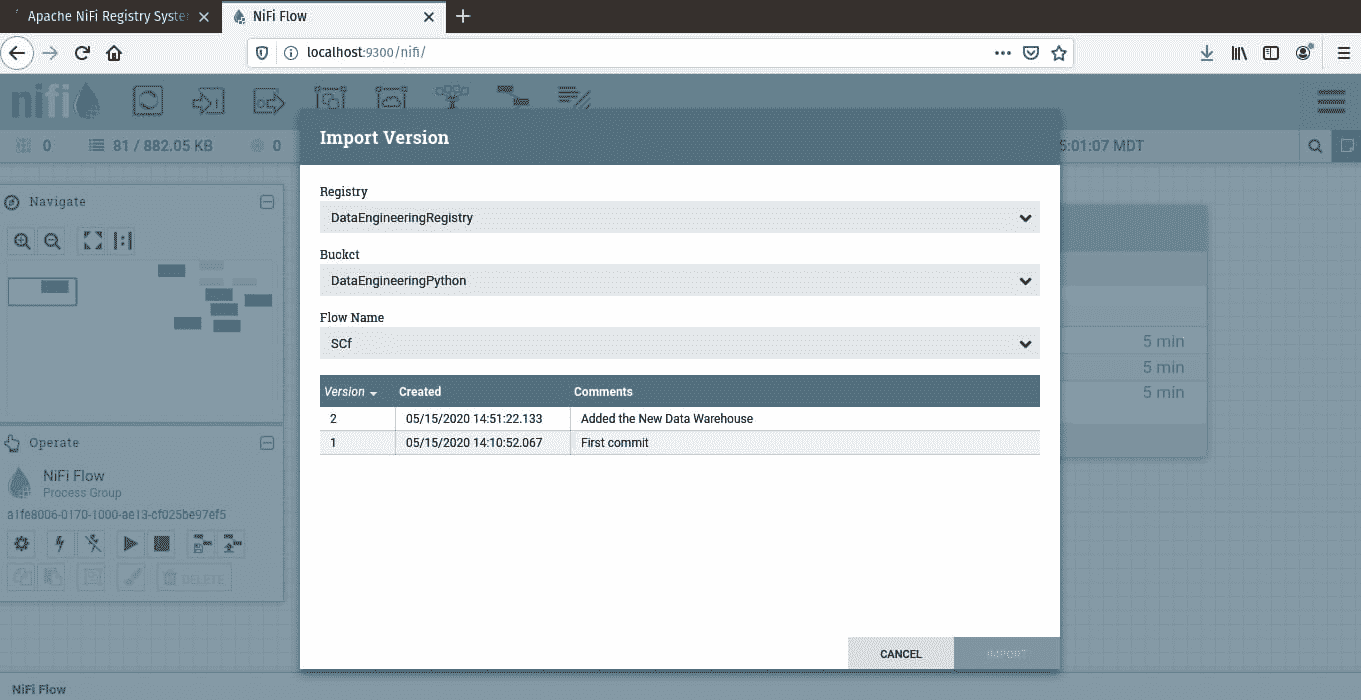 Apache NiFi Registry Syste
NiFi Flow
localhost:9300/nifi/
nifi
0
81 / 882.05 KB
0
5:01:07 MDT
Import Version
Navigate
Registry
DataEngineeringRegistry
Bucket
DataEngineeringPython
Flow Name
SCf
5 min
5 min
5 min
Version Created Comments
2 05/15/2020 14:51:22.133 Added the New Data Warehouse
1 05/15/2020 14:10:52.067 First commit
Operate
NiFi Flow
Process Group
a1fe8006-0170-1000-ae13-cf025be97ef5
DELETE
CANCEL
IMPORT
NiFi Flow